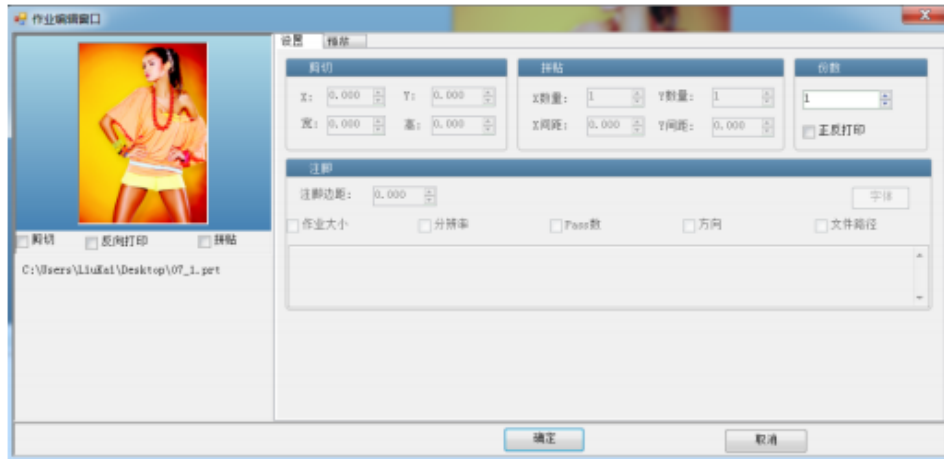 作业编辑窗口
设置 预览
剪切 拼贴 份数
X: 0.000 Y: 0.000 X数量: 1 Y数量: 1 1
宽: 0.000 高: 0.000 X间距: 0.000 Y间距: 0.000 正反打印
注脚
注脚边距: 0.000 字体
作业大小 分辨率 Pass数 方向 文件路径
剪切 反向打印 拼贴
C:\Users\LiuKai\Desktop\07_1.prt
确定 取消